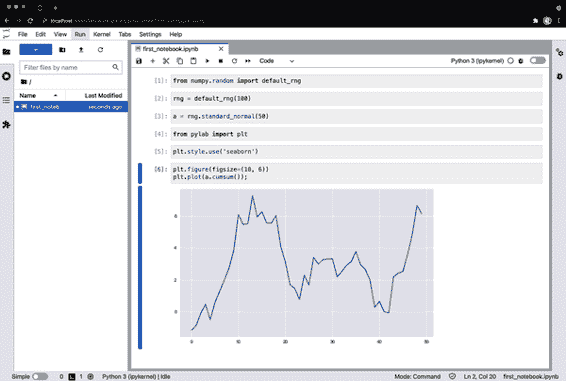 localhost
File Edit View Run Kernel Tabs Settings Help
first_notebook.ipynb
Filter files by name
Code
Python 3 (ipykernel)
/
Name
Last Modified
first_noteb
seconds ago
[1]: from numpy.random import default_rng
[2]: rng = default_rng(100)
[3]: a = rng.standard_normal(50)
[4]: from pylab import plt
[5]: plt.style.use('seaborn')
[6]: plt.figure(figsize=(10, 6))
plt.plot(a.cumsum());
6
4
2
0
0 10 20 30 40 50
Simple 0 1 Python 3 (ipykernel) | Idle
Mode: Command Ln 2, Col 20 first_notebook.ipynb